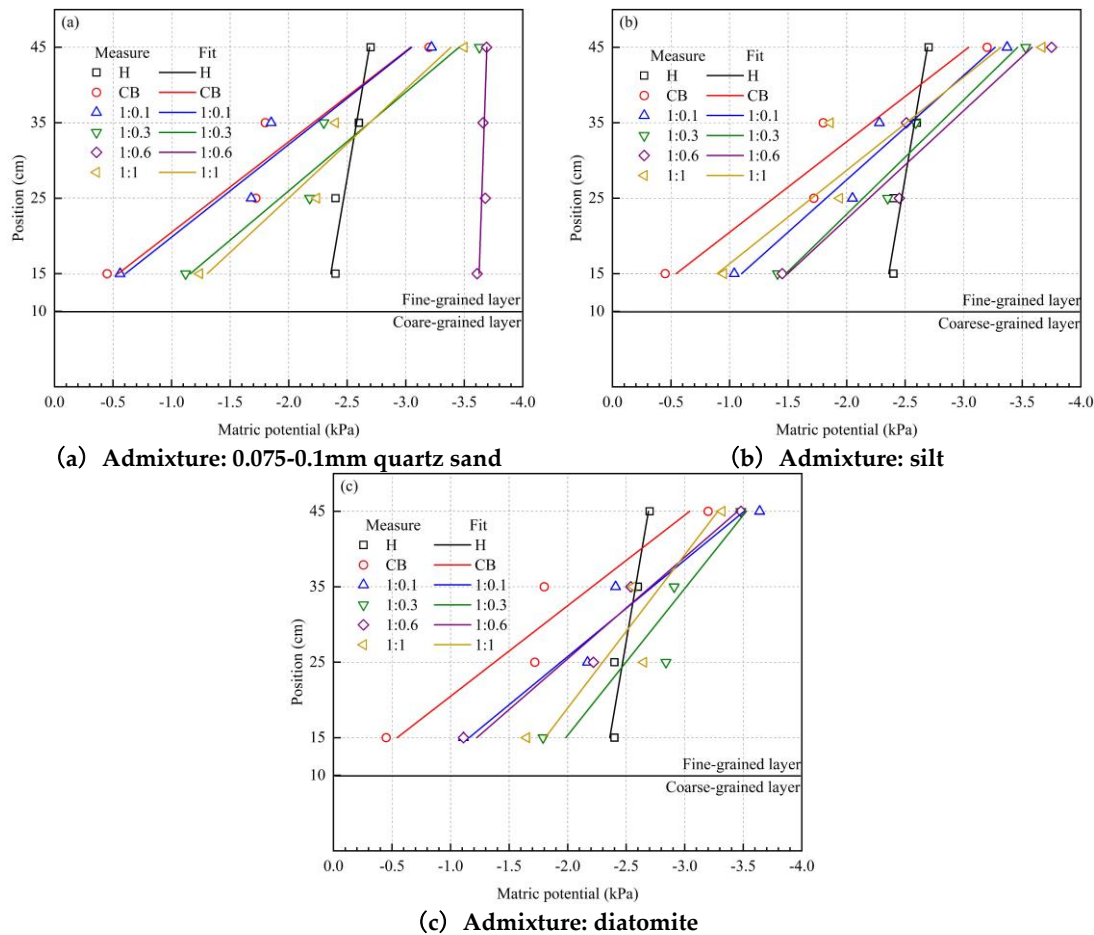 (a)
Measure Fit
H H
CB CB
1:0.1 1:0.1
1:0.3 1:0.3
1:0.6 1:0.6
1:1 1:1
45
35
25
15
10
Position (cm)
Fine-grained layer
Coare-grained layer
0.0 -0.5 -1.0 -1.5 -2.0 -2.5 -3.0 -3.5 -4.0
Matric potential (kPa)
(a) Admixture: 0.075-0.1mm quartz sand
(b)
Measure Fit
H H
CB CB
1:0.1 1:0.1
1:0.3 1:0.3
1:0.6 1:0.6
1:1 1:1
45
35
25
15
10
Position (cm)
Fine-grained layer
Coarese-grained layer
0.0 -0.5 -1.0 -1.5 -2.0 -2.5 -3.0 -3.5 -4.0
Matric potential (kPa)
(b) Admixture: silt
(c)
Measure Fit
H H
CB CB
1:0.1 1:0.1
1:0.3 1:0.3
1:0.6 1:0.6
1:1 1:1
45
35
25
15
10
Position (cm)
Fine-grained layer
Coarse-grained layer
0.0 -0.5 -1.0 -1.5 -2.0 -2.5 -3.0 -3.5 -4.0
Matric potential (kPa)
(c) Admixture: diatomite